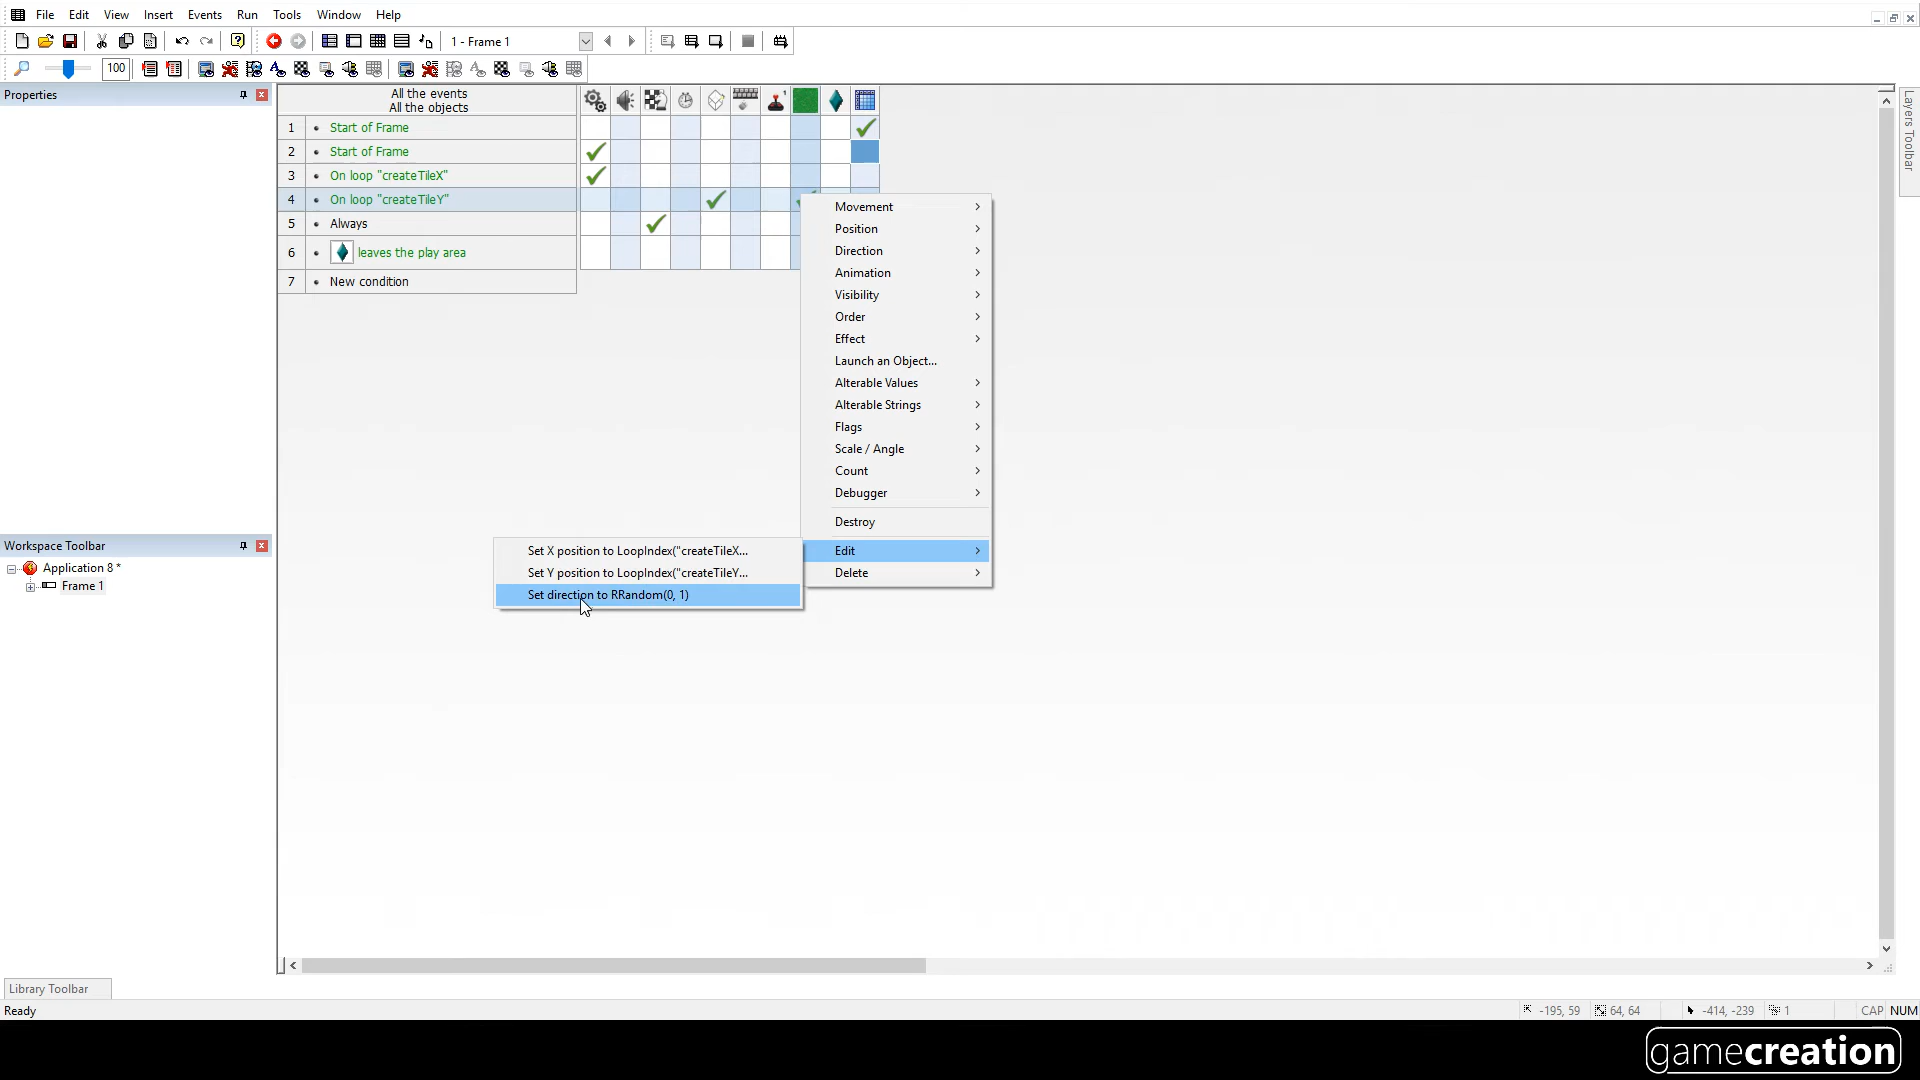 File Edit View Insert Events Run Tools Window Help
1 - Frame 1
100
Properties
All the events
All the objects
1 Start of Frame
2 Start of Frame
3 On loop "createTileX"
4 On loop "createTileY"
5 Always
6 leaves the play area
7 New condition
Movement
Position
Direction
Animation
Visibility
Order
Effect
Launch an Object...
Alterable Values
Alterable Strings
Flags
Scale / Angle
Count
Debugger
Destroy
Edit
Delete
Set X position to LoopIndex("createTileX...
Set Y position to LoopIndex("createTileY...
Set direction to RRandom(0, 1)
Workspace Toolbar
Application 8 *
Frame 1
Layers Toolbar
Library Toolbar
Ready
-195, 59 64, 64 -414, -239 1 CAP NUM
gamecreation